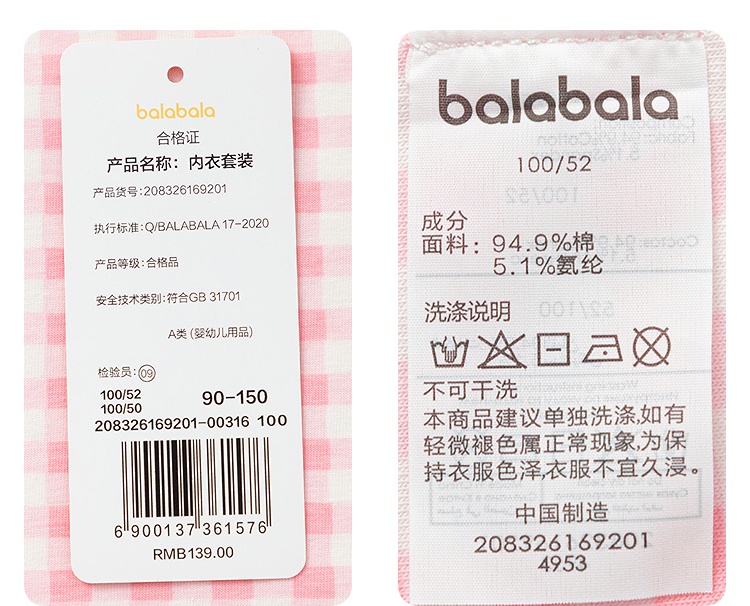 balabala
合格证
产品名称：内衣套装
产品货号:208326169201
执行标准:Q/BALABALA 17-2020
产品等级:合格品
安全技术类别:符合GB 31701
A类 (婴幼儿用品)
检验员:09
100/52
100/50
90-150
208326169201-00316 100
6 900137 361576
RMB139.00
balabala
100/52
成分
面料：94.9%棉
5.1%氨纶
洗涤说明
不可干洗
本商品建议单独洗涤,如有
轻微褪色属正常现象,为保
持衣服色泽,衣服不宜久浸。
中国制造
208326169201
4953